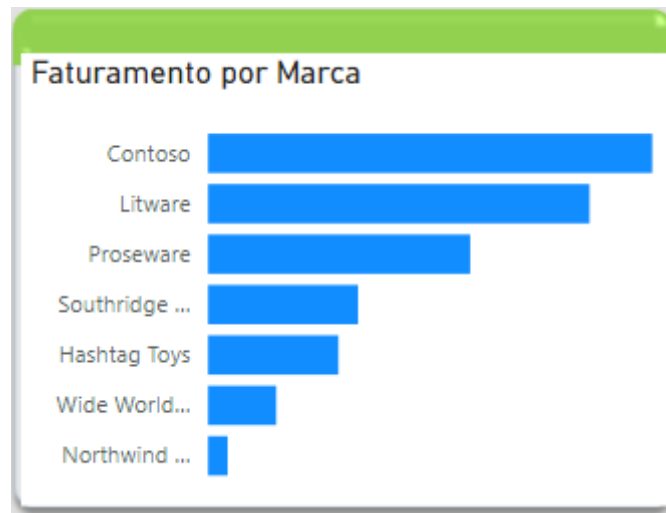 Faturamento por Marca
Contoso
Litware
Proseware
Southridge ...
Hashtag Toys
Wide World...
Northwind ...